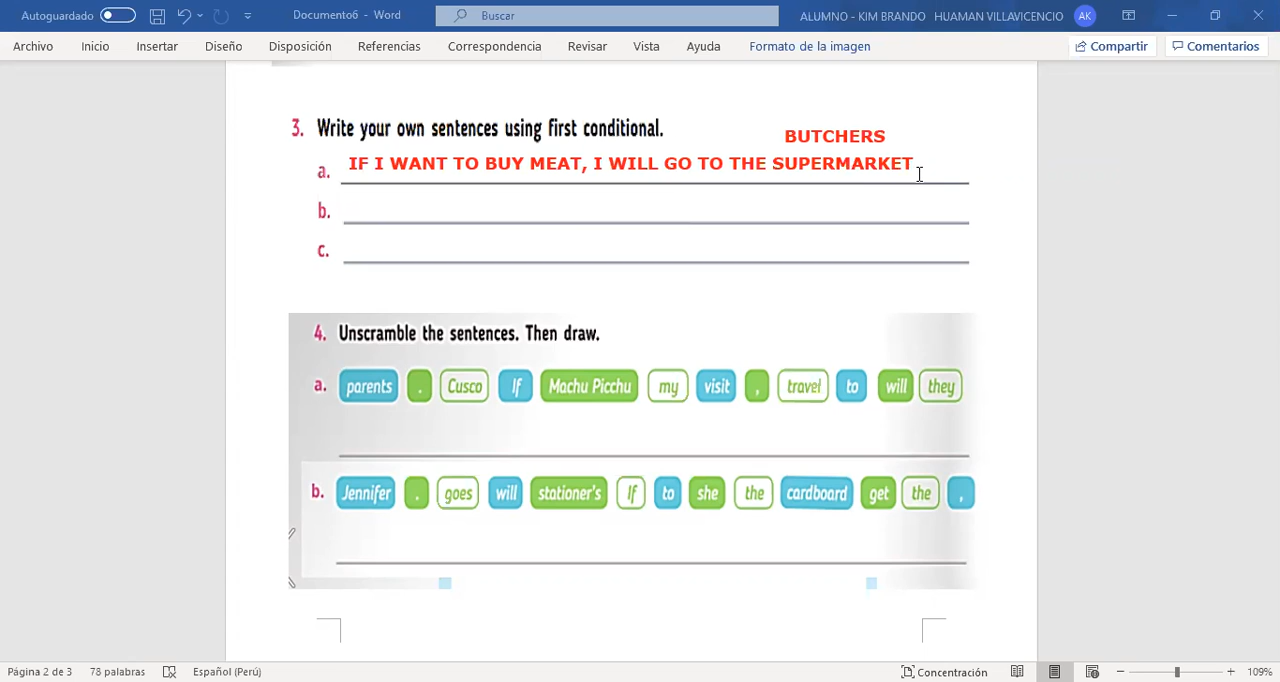 Autoguardado Documento6 - Word Buscar ALUMNO - KIM BRANDO HUAMAN VILLAVICENCIO AK
Archivo Inicio Insertar Diseño Disposición Referencias Correspondencia Revisar Vista Ayuda Formato de la imagen Compartir Comentarios
3. Write your own sentences using first conditional.
BUTCHERS
a. IF I WANT TO BUY MEAT, I WILL GO TO THE SUPERMARKET
b.
c.
4. Unscramble the sentences. Then draw.
a. parents . Cusco If Machu Picchu my visit , travel to will they
b. Jennifer . goes will stationer's If to she the cardboard get the ,
Página 2 de 3 78 palabras Español (Perú) Concentración 109%